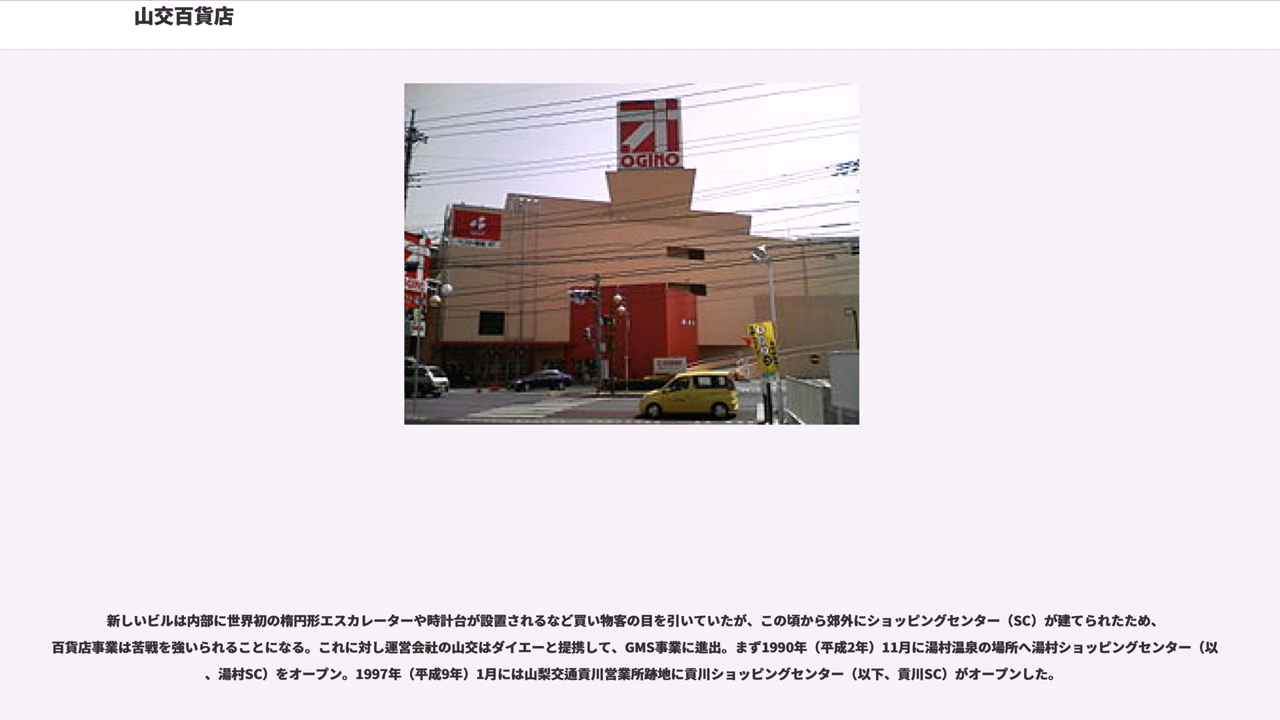 山交百貨店
OGINO
新しいビルは内部に世界初の楕円形エスカレーターや時計台が設置されるなど買い物客の目を引いていたが、この頃から郊外にショッピングセンター（SC）が建てられたため、
百貨店事業は苦戦を強いられることになる。これに対し運営会社の山交はダイエーと提携して、GMS事業に進出。まず1990年（平成2年）11月に湯村温泉の場所へ湯村ショッピングセンター（以
、湯村SC）をオープン。1997年（平成9年）1月には山梨交通貢川営業所跡地に貢川ショッピングセンター（以下、貢川SC）がオープンした。